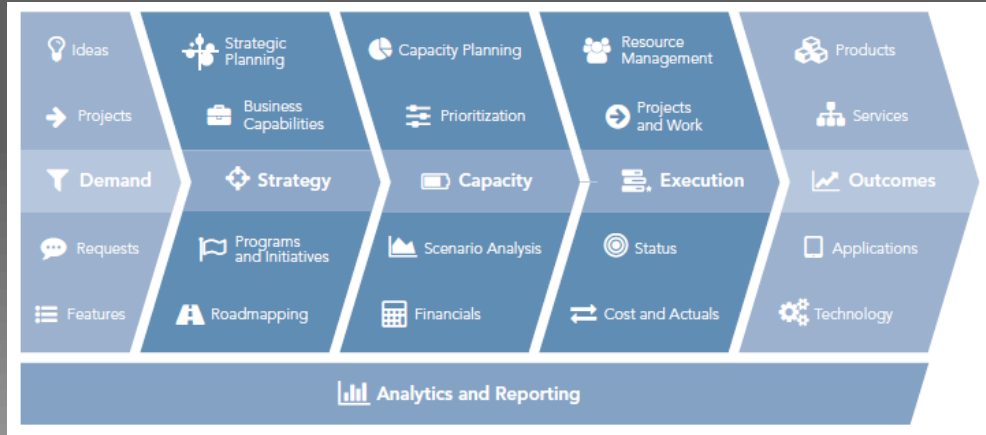 Ideas
Projects
Demand
Requests
Features
Strategic
Planning
Business
Capabilities
Strategy
Programs
and Initiatives
Roadmapping
Capacity Planning
Prioritization
Capacity
Scenario Analysis
Financials
Resource
Management
Projects
and Work
Execution
Status
Cost and Actuals
Products
Services
Outcomes
Applications
Technology
Analytics and Reporting